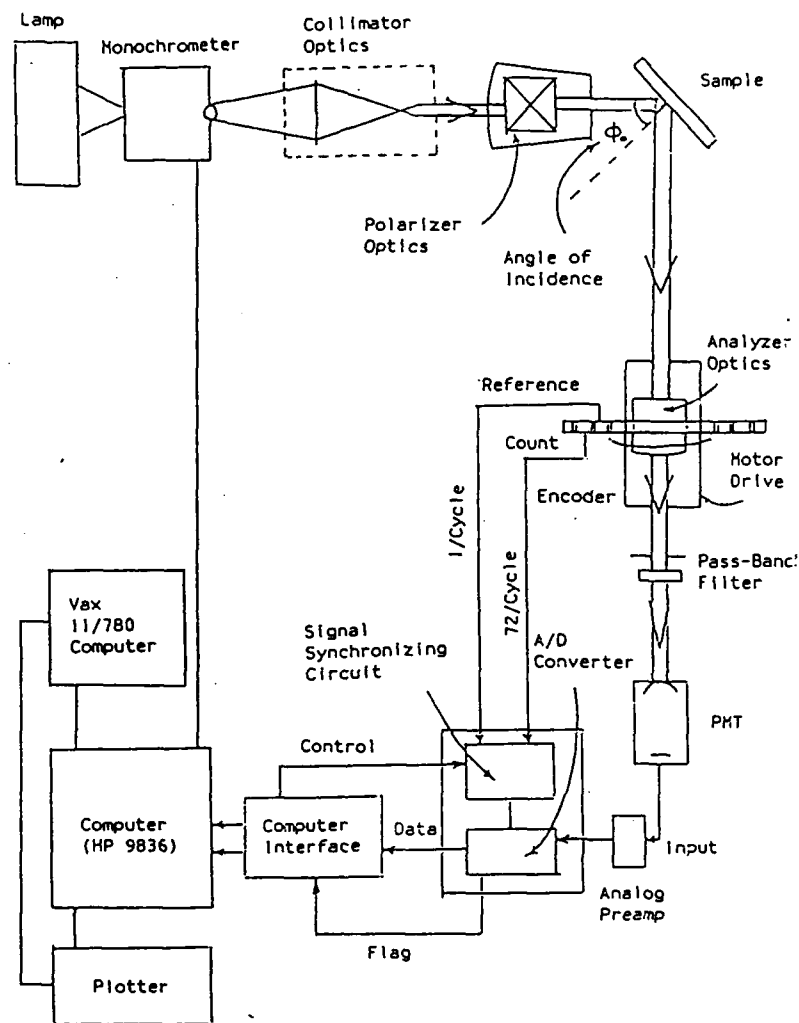 Lamp
Monochrometer
Collimator
Optics
Sample
Φ₀
Polarizer
Optics
Angle of
Incidence
Analyzer
Optics
Reference
Count
Motor
Drive
Encoder
1/Cycle
72/Cycle
Pass-Band
Filter
Vax
11/780
Computer
Signal
Synchronizing
Circuit
A/D
Converter
PMT
Control
Computer
(HP 9836)
Computer
Interface
Data
Input
Analog
Preamp
Flag
Plotter